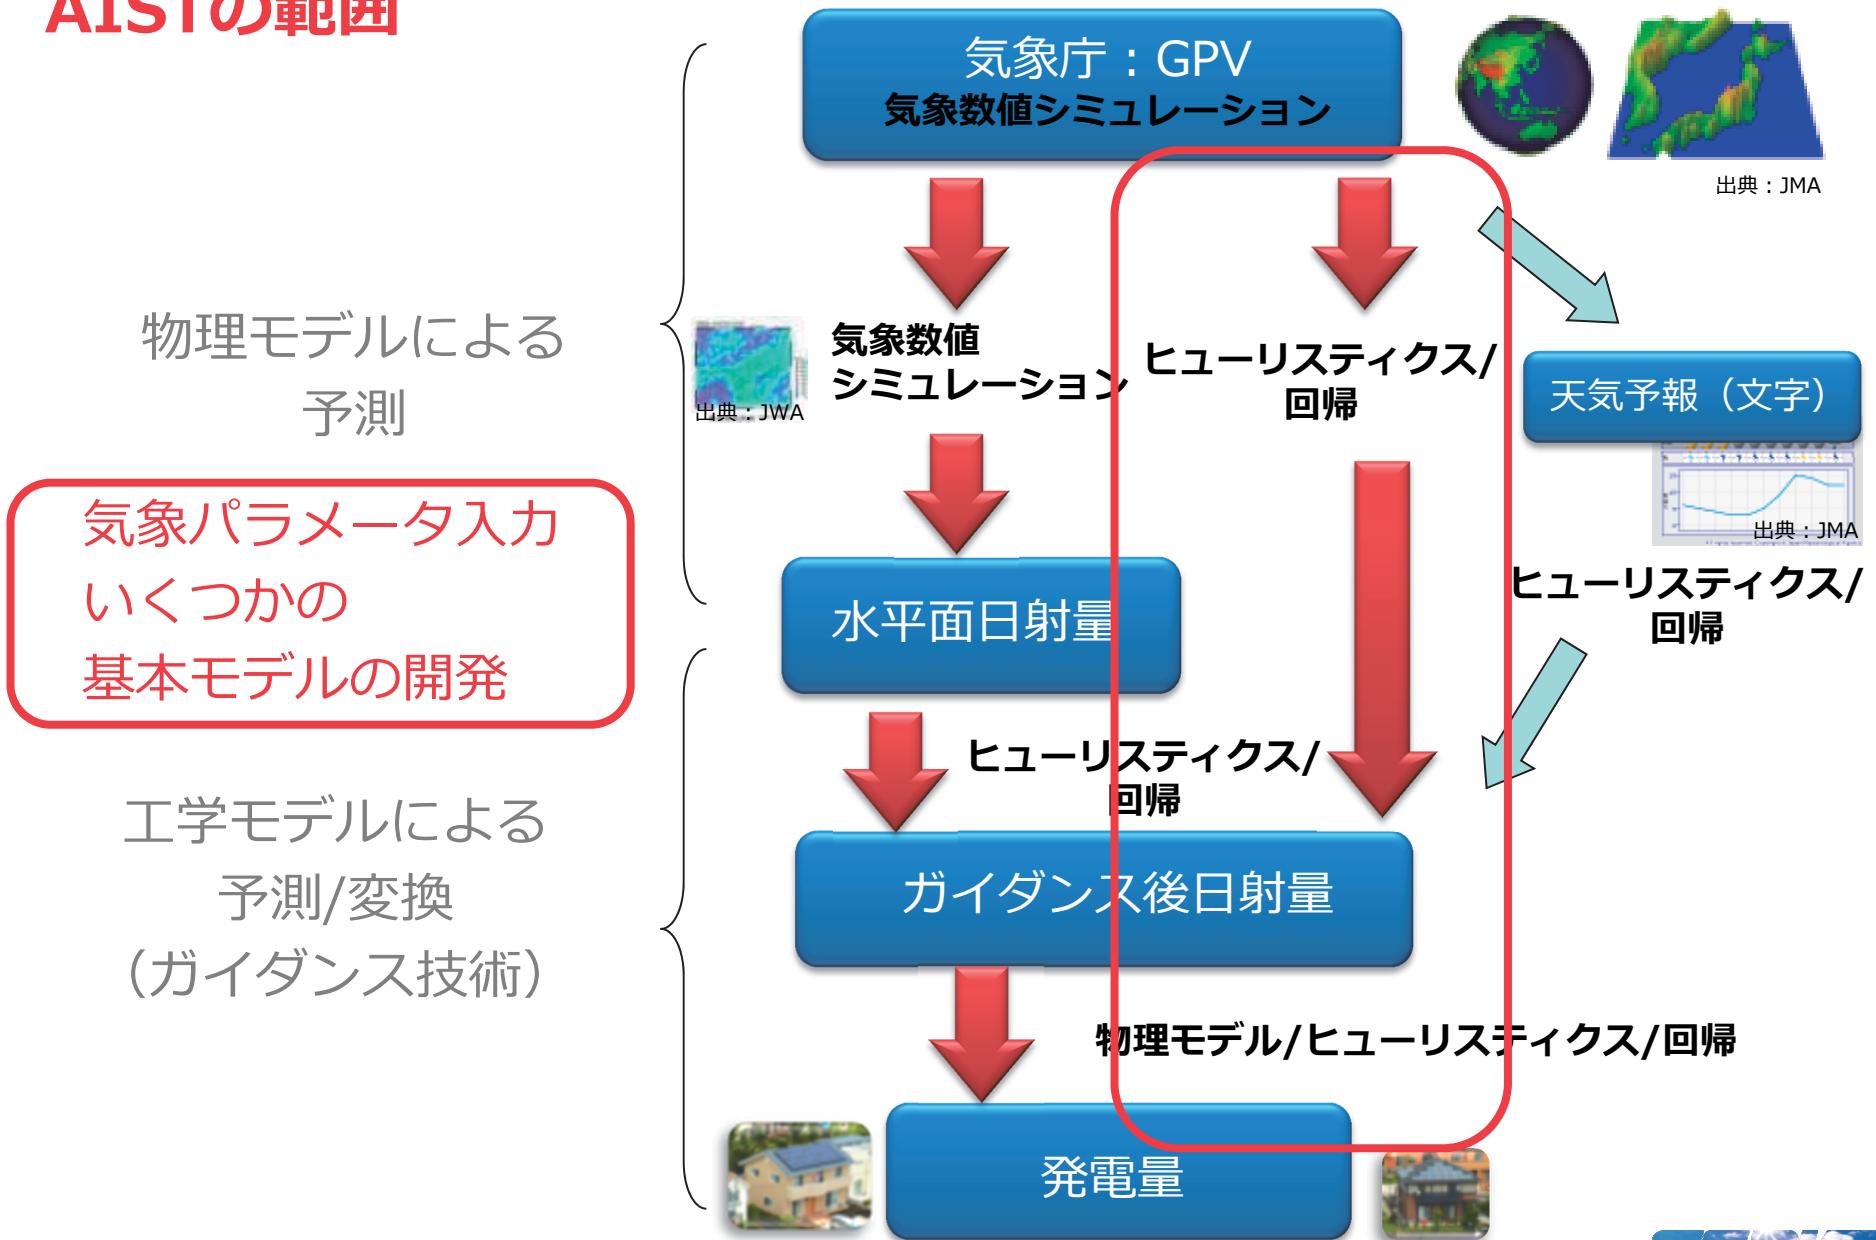 AISTの範囲
気象庁：GPV
気象数値シミュレーション
出典：JMA
物理モデルによる
予測
気象数値
シミュレーション
出典：JWA
ヒューリスティクス/
回帰
天気予報（文字）
出典：JMA
ヒューリスティクス/
回帰
気象パラメータ入力
いくつかの
基本モデルの開発
水平面日射量
ヒューリスティクス/
回帰
工学モデルによる
予測/変換
（ガイダンス技術）
ガイダンス後日射量
物理モデル/ヒューリスティクス/回帰
発電量